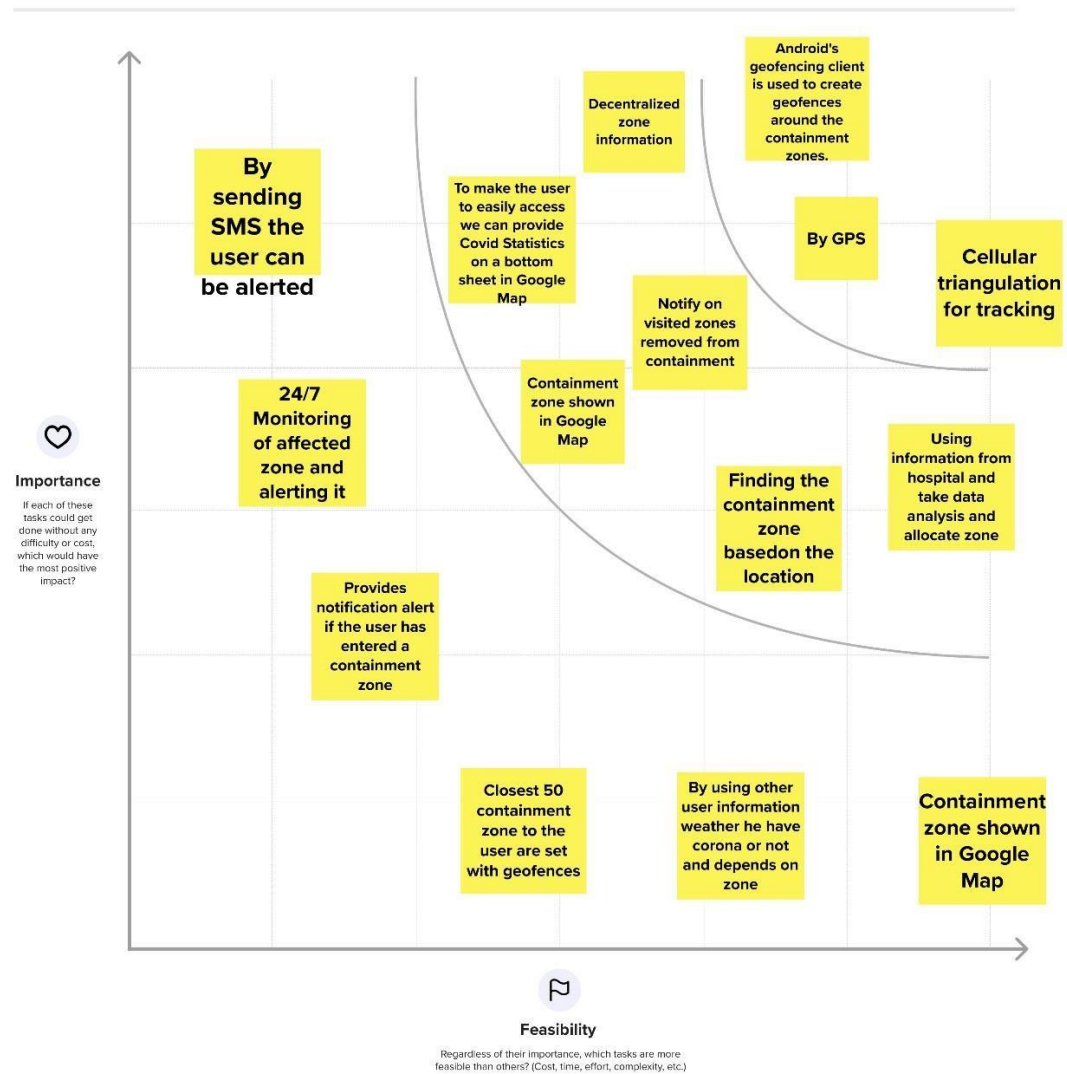 Android's
geofencing client
is used to create
geofences
around the
containment
zones.
Decentralized
zone
information
By
sending
SMS the
user can
be alerted
To make the user
to easily access
we can provide
Covid Statistics
on a bottom
sheet in Google
Map
By GPS
Cellular
triangulation
for tracking
Notify on
visited zones
removed from
containment
Containment
zone shown
in Google
Map
24/7
Monitoring
of affected
zone and
alerting it
Using
information from
hospital and
take data
analysis and
allocate zone
Finding the
containment
zone
basedon the
location
Importance
If each of these
tasks could get
done without any
difficulty or cost,
which would have
the most positive
impact?
Provides
notification alert
if the user has
entered a
containment
zone
Closest 50
containment
zone to the
user are set
with geofences
By using other
user information
weather he have
corona or not
and depends on
zone
Containment
zone shown
in Google
Map
Feasibility
Regardless of their importance, which tasks are more
feasible than others? (Cost, time, effort, complexity, etc.)